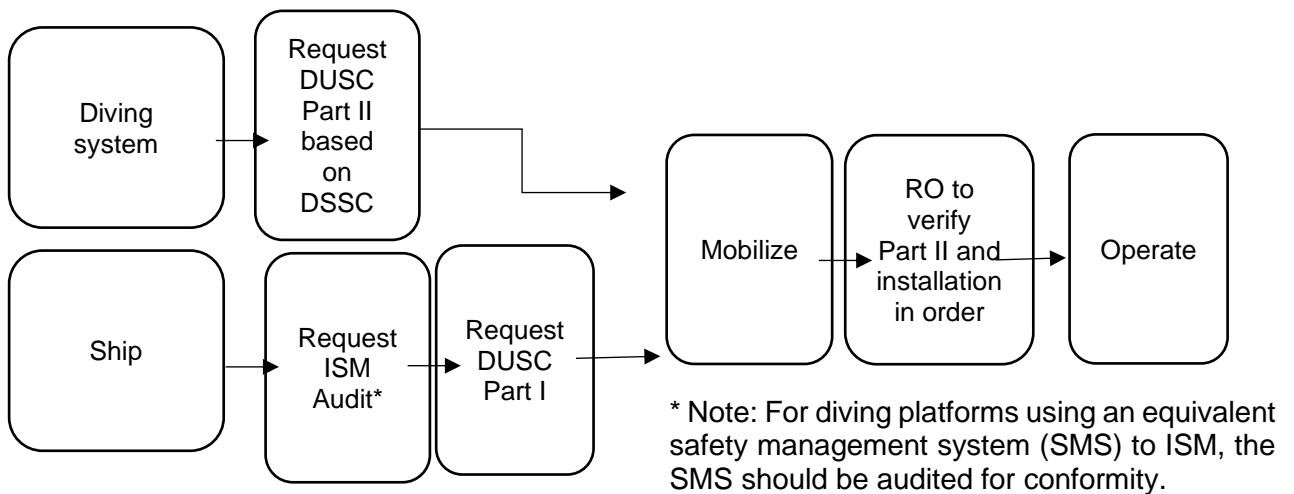 Diving
system
Request
DUSC
Part II
based
on
DSSC
Ship
Request
ISM
Audit*
Request
DUSC
Part I
Mobilize
RO to
verify
Part II and
installation
in order
Operate
* Note: For diving platforms using an equivalent
safety management system (SMS) to ISM, the
SMS should be audited for conformity.